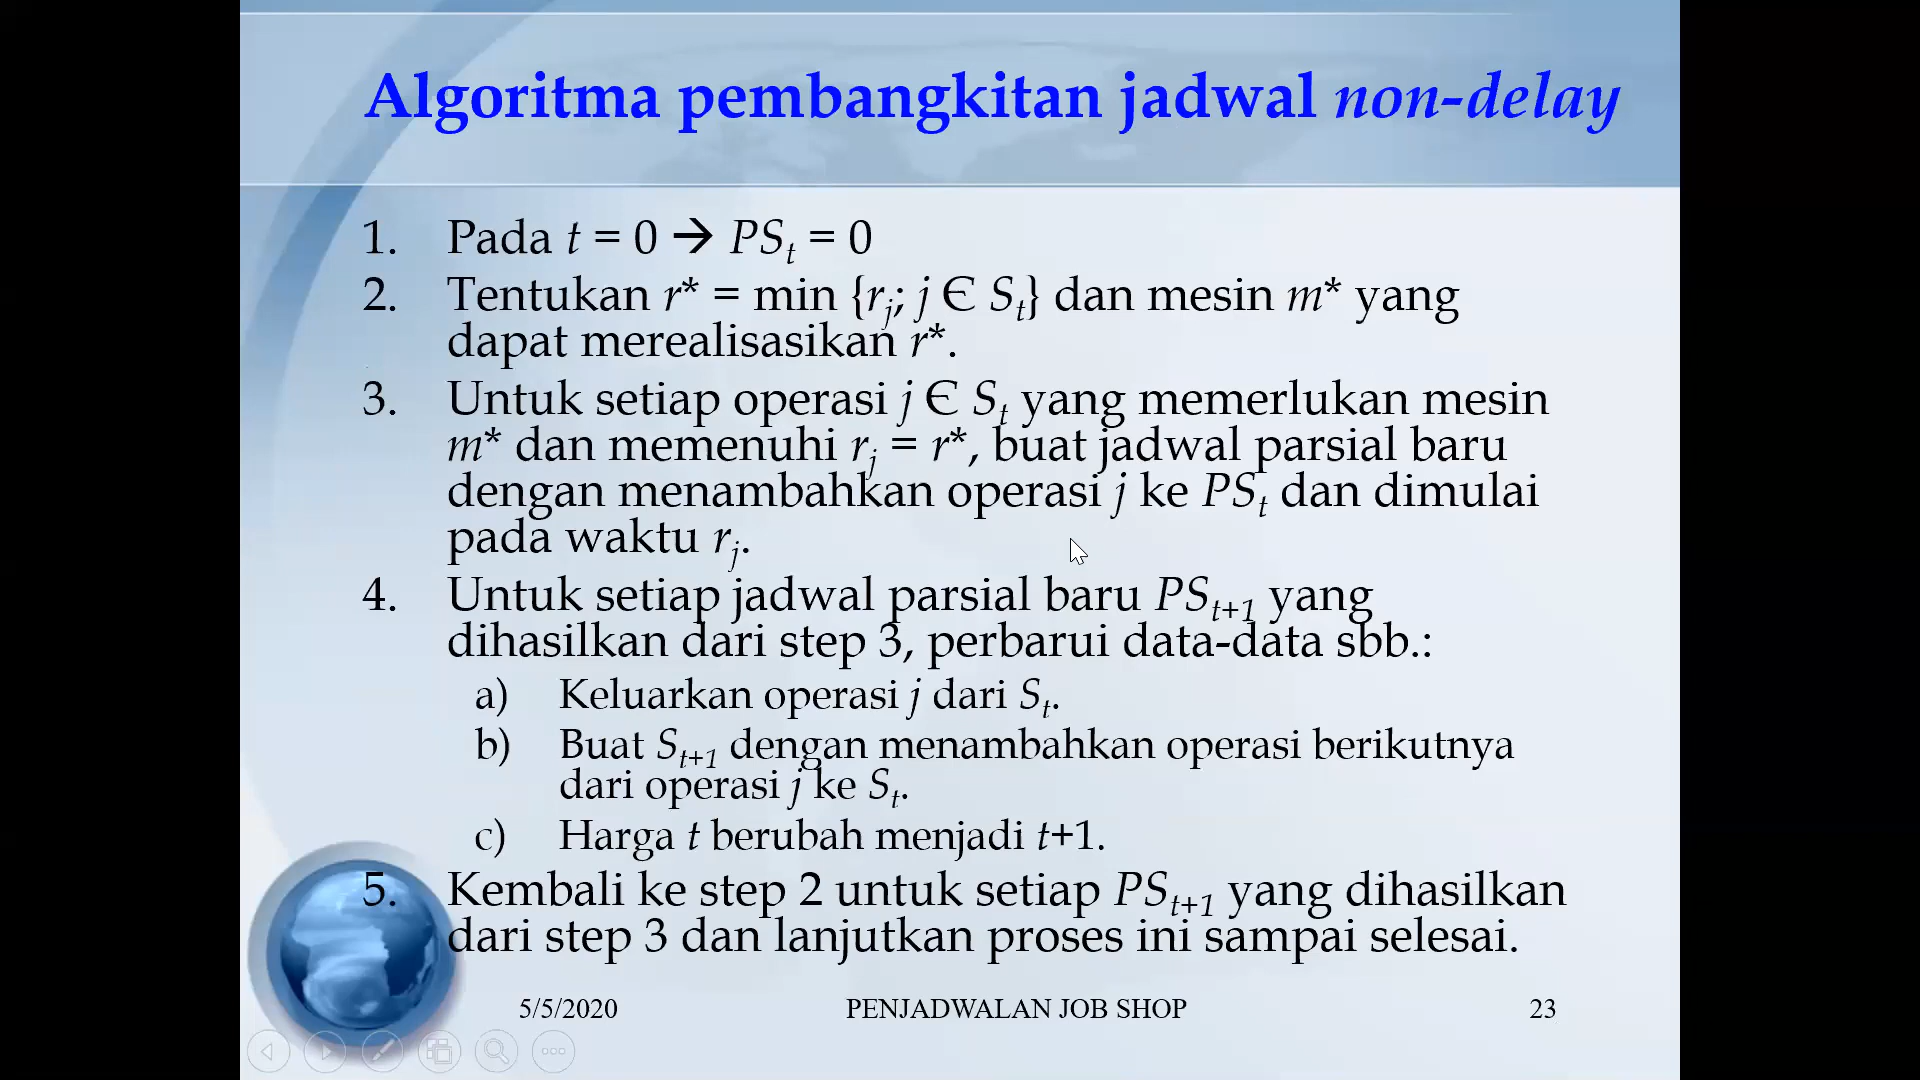 Algoritma pembangkitan jadwal non-delay
1. Pada t = 0 → PSt = 0
2. Tentukan r* = min {rj; j Є St} dan mesin m* yang
dapat merealisasikan r*.
3. Untuk setiap operasi j Є St yang memerlukan mesin
m* dan memenuhi rj = r*, buat jadwal parsial baru
dengan menambahkan operasi j ke PSt dan dimulai
pada waktu rj.
4. Untuk setiap jadwal parsial baru PSt+1 yang
dihasilkan dari step 3, perbarui data-data sbb.:
a) Keluarkan operasi j dari St.
b) Buat St+1 dengan menambahkan operasi berikutnya
dari operasi j ke St.
c) Harga t berubah menjadi t+1.
5. Kembali ke step 2 untuk setiap PSt+1 yang dihasilkan
dari step 3 dan lanjutkan proses ini sampai selesai.
5/5/2020 PENJADWALAN JOB SHOP 23